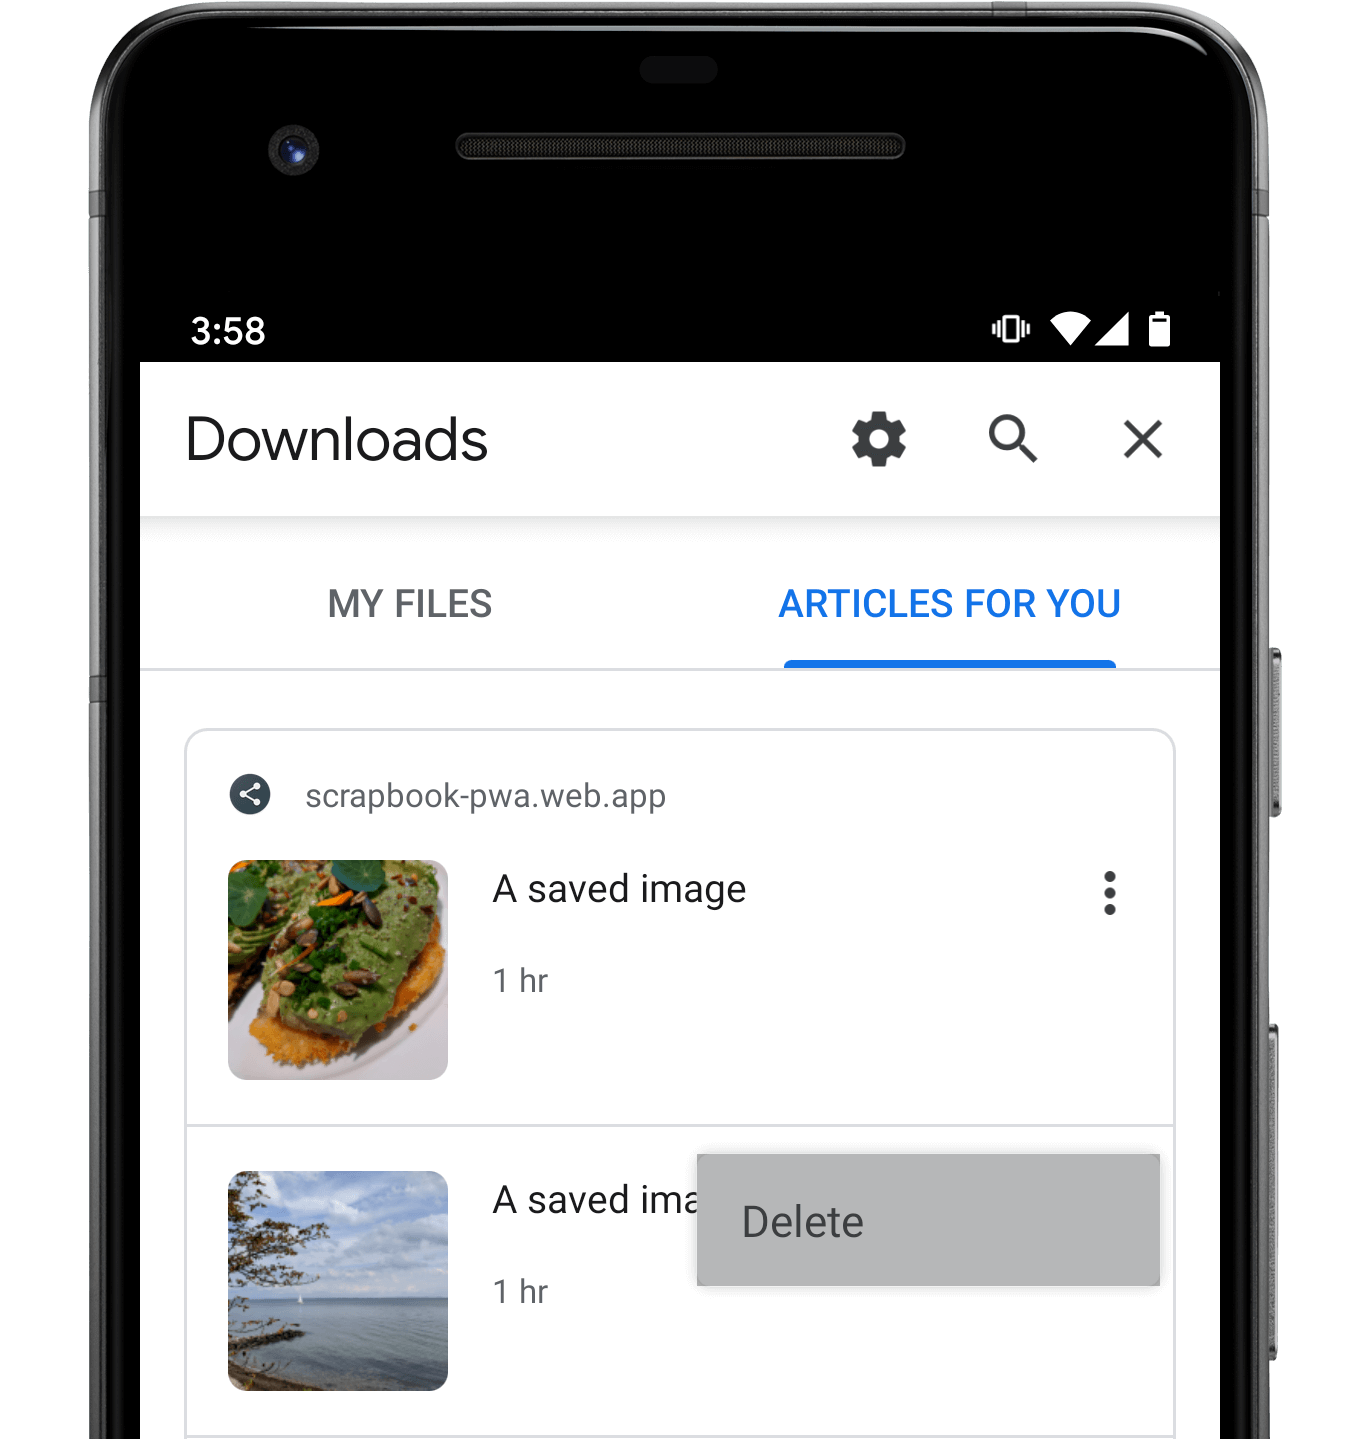 3:58
Downloads
MY FILES
ARTICLES FOR YOU
scrapbook-pwa.web.app
A saved image
1 hr
A saved ima
Delete
1 hr